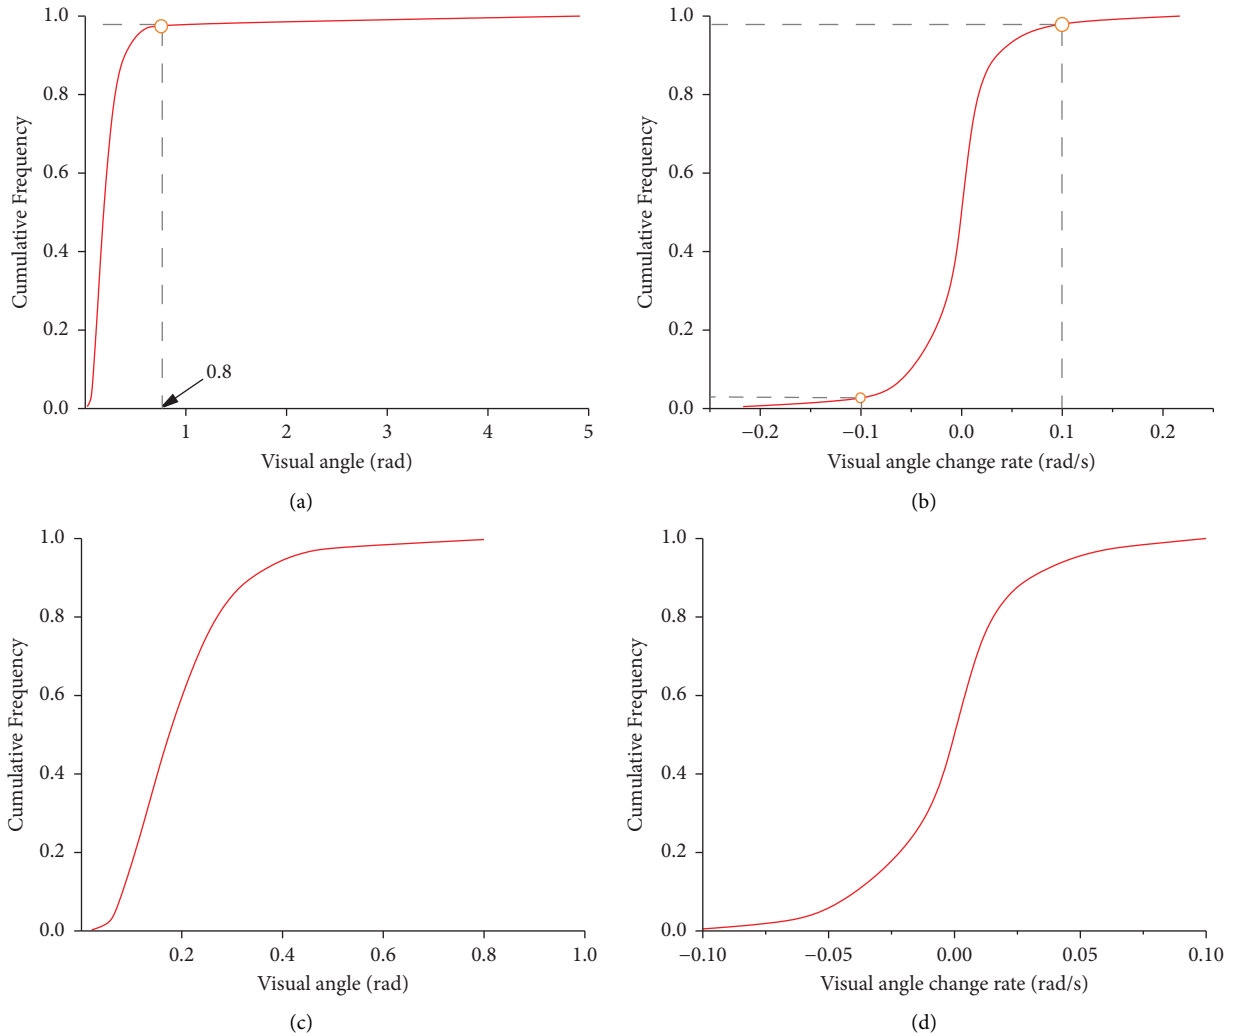 1.0
0.8
0.6
0.4
0.2
0.0
Cumulative Frequency
0.8
1 2 3 4 5
Visual angle (rad)
(a)
1.0
0.8
0.6
0.4
0.2
0.0
Cumulative Frequency
−0.2 −0.1 0.0 0.1 0.2
Visual angle change rate (rad/s)
(b)
1.0
0.8
0.6
0.4
0.2
0.0
Cumulative Frequency
0.2 0.4 0.6 0.8 1.0
Visual angle (rad)
(c)
1.0
0.8
0.6
0.4
0.2
0.0
Cumulative Frequency
−0.10 −0.05 0.00 0.05 0.10
Visual angle change rate (rad/s)
(d)